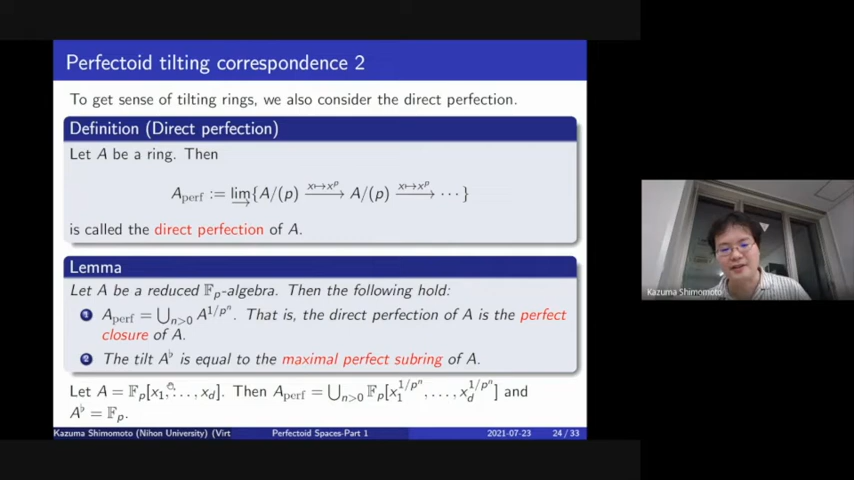 Perfectoid tilting correspondence 2
To get sense of tilting rings, we also consider the direct perfection.
Definition (Direct perfection)
Let A be a ring. Then
A_perf := lim→{A/(p) —x↦x^p→ A/(p) —x↦x^p→ ⋯}
is called the direct perfection of A.
Lemma
Let A be a reduced 𝔽_p-algebra. Then the following hold:
1 A_perf = ⋃_{n>0} A^{1/p^n}. That is, the direct perfection of A is the perfect
closure of A.
2 The tilt A^♭ is equal to the maximal perfect subring of A.
Let A = 𝔽_p[x_1, . . . , x_d]. Then A_perf = ⋃_{n>0} 𝔽_p[x_1^{1/p^n}, . . . , x_d^{1/p^n}] and
A^♭ = 𝔽_p.
Kazuma Shimomoto (Nihon University) (Virt
Perfectoid Spaces-Part 1
2021-07-23
24 / 33
Kazuma Shimomoto